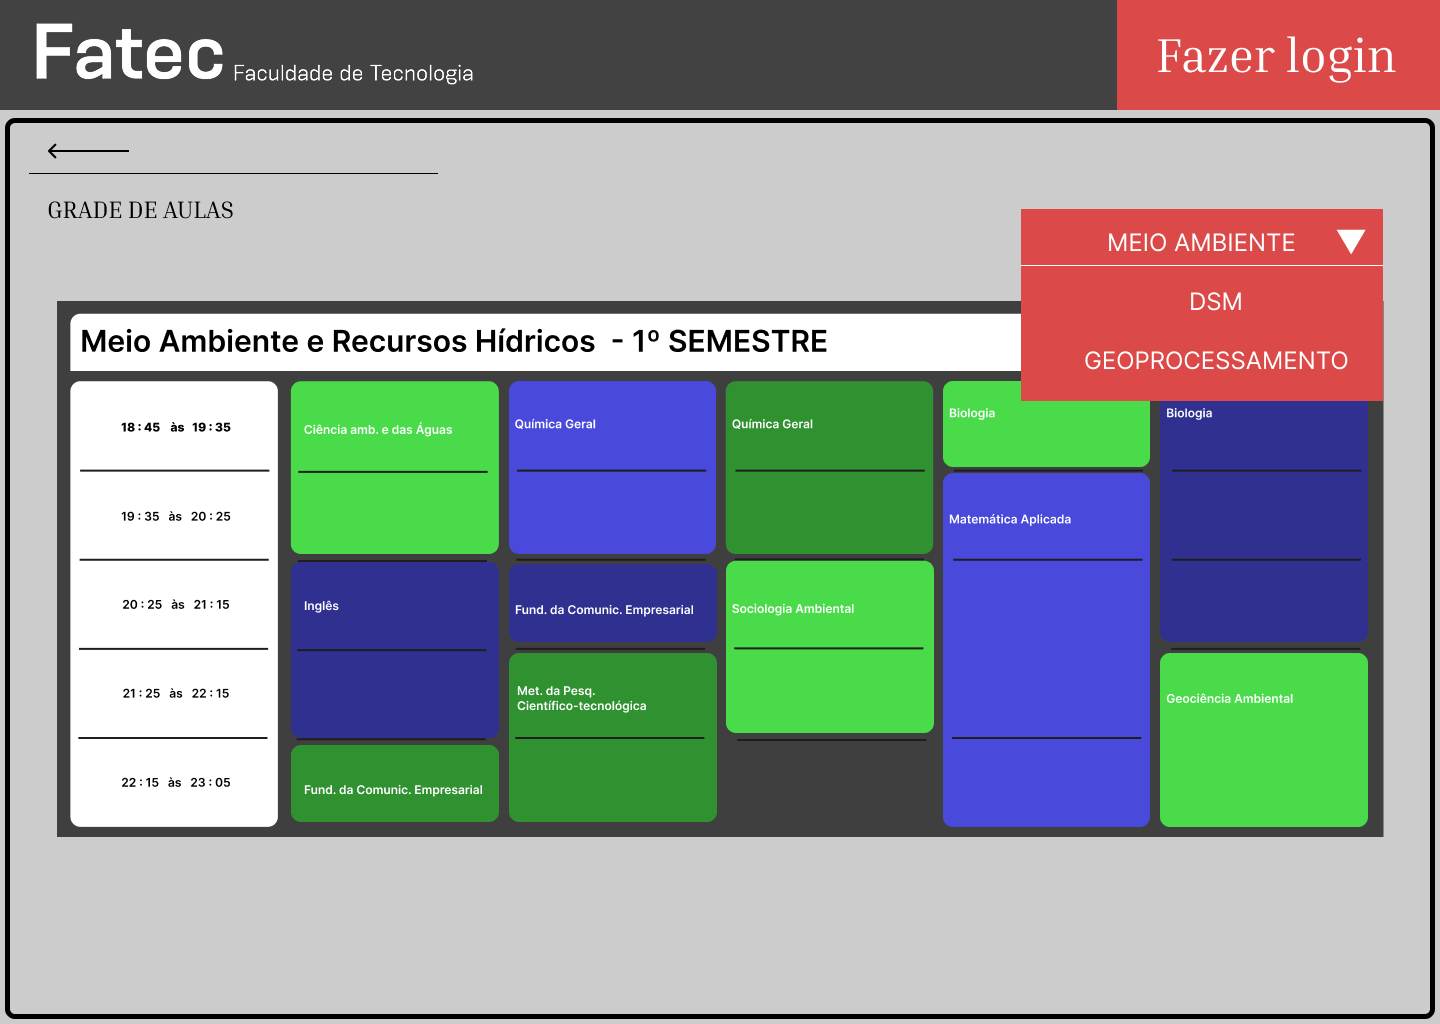 Fatec Faculdade de Tecnologia
Fazer login
GRADE DE AULAS
MEIO AMBIENTE
DSM
GEOPROCESSAMENTO
Meio Ambiente e Recursos Hídricos - 1º SEMESTRE
18:45 às 19:35
19:35 às 20:25
20:25 às 21:15
21:25 às 22:15
22:15 às 23:05
Ciência amb. e das Águas
Inglês
Fund. da Comunic. Empresarial
Química Geral
Fund. da Comunic. Empresarial
Met. da Pesq.
Científico-tecnológica
Química Geral
Sociologia Ambiental
Biologia
Matemática Aplicada
Biologia
Geociência Ambiental